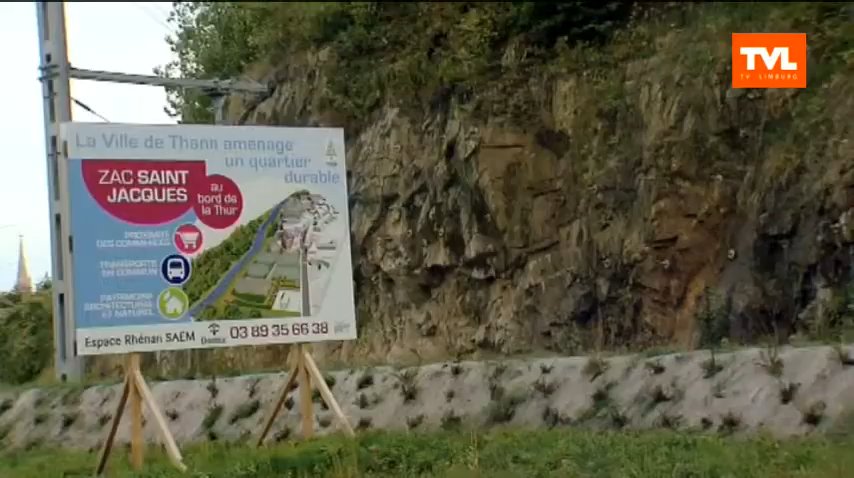 TVL
TV LIMBURG
La Ville de Thann aménage
un quartier
durable
ZAC SAINT
JACQUES
au
bord de
la Thur
PROXIMITÉ
DES COMMERCES
TRANSPORTS
EN COMMUN
PATRIMOINE
ARCHITECTURAL
ET NATUREL
Espace Rhénan SAEM
03 89 35 66 38